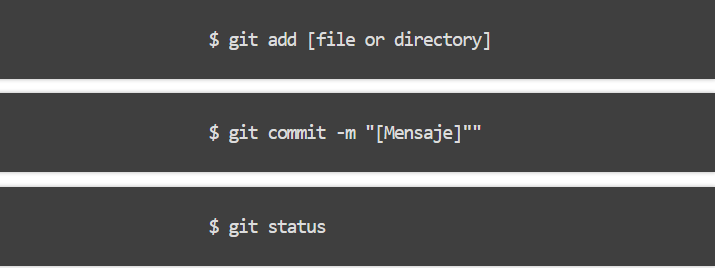 $ git add [file or directory]
$ git commit -m "[Mensaje]""
$ git status